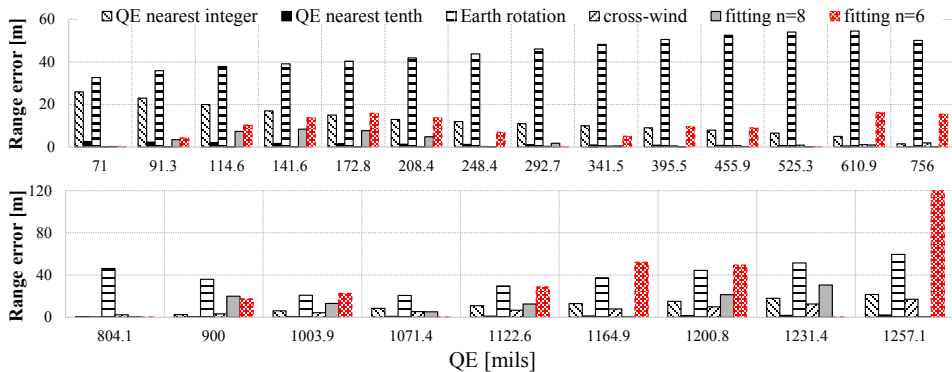 QE nearest integer QE nearest tenth Earth rotation cross-wind fitting n=8 fitting n=6
Range error [m]
60
40
20
0
71 91.3 114.6 141.6 172.8 208.4 248.4 292.7 341.5 395.5 455.9 525.3 610.9 756
Range error [m]
120
80
40
0
804.1 900 1003.9 1071.4 1122.6 1164.9 1200.8 1231.4 1257.1
QE [mils]